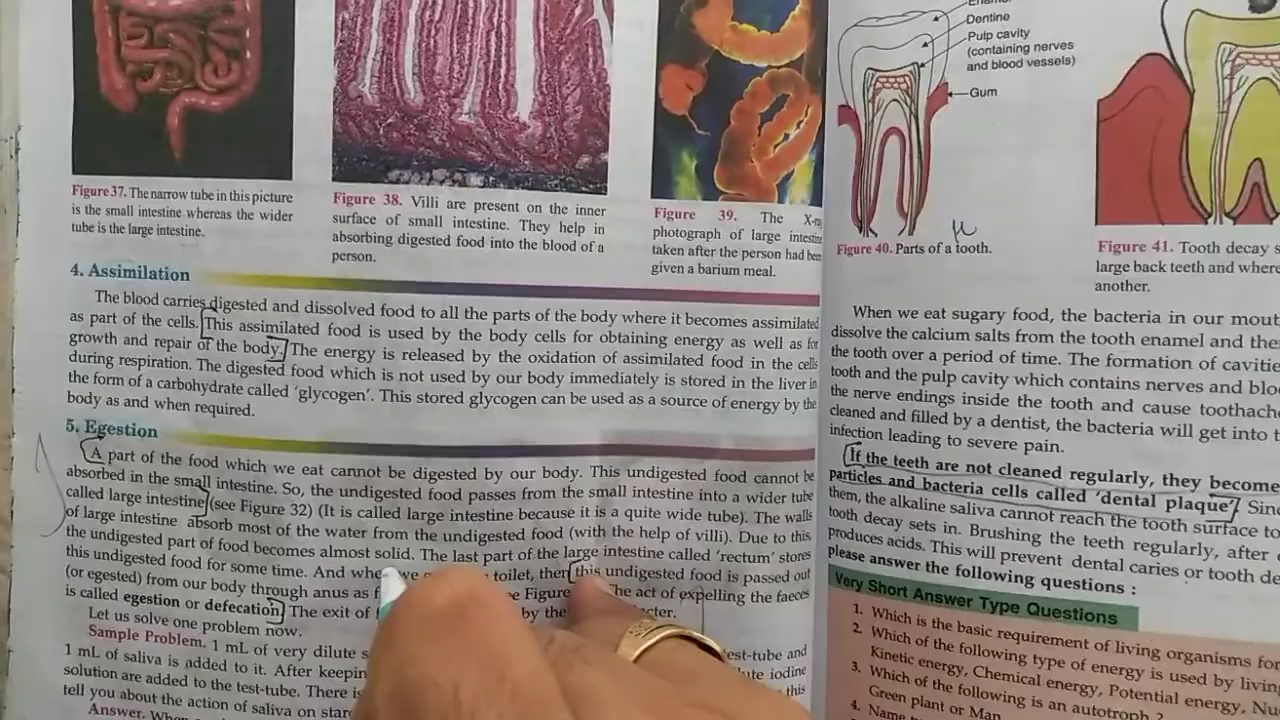 Figure 37. The narrow tube in this picture
is the small intestine whereas the wider
tube is the large intestine.
Figure 38. Villi are present on the inner
surface of small intestine. They help in
absorbing digested food into the blood of a
person.
Figure 39. The X-ra
photograph of large intestin
taken after the person had been
given a barium meal.
4. Assimilation
The blood carries digested and dissolved food to all the parts of the body where it becomes assimilated
as part of the cells. This assimilated food is used by the body cells for obtaining energy as well as for
growth and repair of the body. The energy is released by the oxidation of assimilated food in the cells
during respiration. The digested food which is not used by our body immediately is stored in the liver in
the form of a carbohydrate called 'glycogen'. This stored glycogen can be used as a source of energy by the
body as and when required.
5. Egestion
A part of the food which we eat cannot be digested by our body. This undigested food cannot be
absorbed in the small intestine. So, the undigested food passes from the small intestine into a wider tube
called large intestine (see Figure 32) (It is called large intestine because it is a quite wide tube). The walls
of large intestine absorb most of the water from the undigested food (with the help of villi). Due to this,
the undigested part of food becomes almost solid. The last part of the large intestine called 'rectum' stores
this undigested food for some time. And whe we toilet, then this undigested food is passed out
(or egested) from our body through anus as Figure The act of expelling the faeces
is called egestion or defecation. The exit of by the
Let us solve one problem now.
Sample Problem. 1 mL of very dilute s est-tube and
1 mL of saliva is added to it. After keepin ute iodine
solution are added to the test-tube. There is this
tell you about the action of saliva on star
Answer. Whe
Dentine
Pulp cavity
(containing nerves
and blood vessels)
Gum
Figure 40. Parts of a tooth.
Figure 41. Tooth decay s
large back teeth and where
another.
When we eat sugary food, the bacteria in our mout
dissolve the calcium salts from the tooth enamel and the
the tooth over a period of time. The formation of cavitie
tooth and the pulp cavity which contains nerves and bloo
the nerve endings inside the tooth and cause toothach
cleaned and filled by a dentist, the bacteria will get into t
infection leading to severe pain.
If the teeth are not cleaned regularly, they become
particles and bacteria cells called 'dental plaque'. Sinc
them, the alkaline saliva cannot reach the tooth surface to
tooth decay sets in. Brushing the teeth regularly, after
produces acids. This will prevent dental caries or tooth de
please answer the following questions :
Very Short Answer Type Questions
1. Which is the basic requirement of living organisms for
2. Which of the following type of energy is used by livin
Kinetic energy, Chemical energy, Potential energy, Nu
3. Which of the following is an autotroph ?
Green plant or Man
4. Name